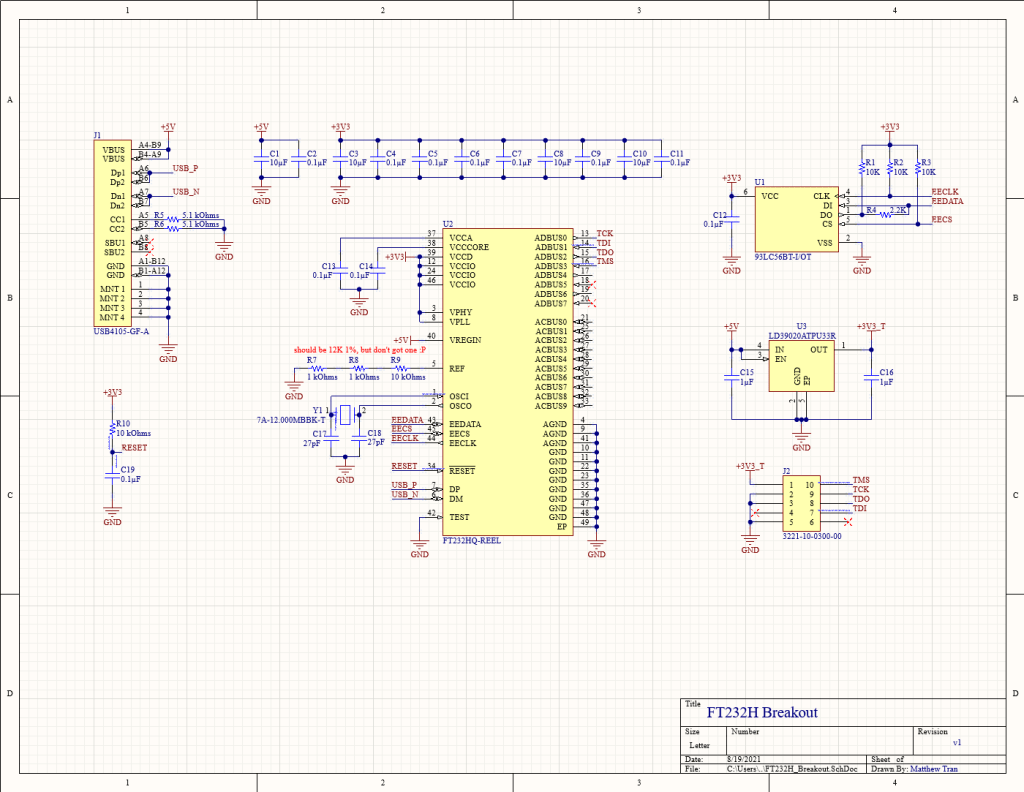 1 2 3 4
A A
B B
C C
D D
1 2 3 4
J1
+5V
VBUS A4-B9
VBUS B4-A9
Dp1 A6 USB_P
Dp2 B6
Dn1 A7 USB_N
Dn2 B7
CC1 A5 R5 5.1 kOhms
CC2 B5 R6 5.1 kOhms
SBU1 A8
SBU2 B8
GND A1-B12
GND B1-A12
MNT 1 1
MNT 2 2
MNT 3 3
MNT 4 4
USB4105-GF-A
GND
GND
+5V
C1 10µF
C2 0.1µF
GND
+3V3
C3 10µF
C4 0.1µF
C5 0.1µF
C6 0.1µF
C7 0.1µF
C8 10µF
C9 0.1µF
C10 10µF
C11 0.1µF
GND
+3V3
R1 10K
R2 10K
R3 10K
+3V3
U1
6 VCC CLK 4 EECLK
DI 3 EEDATA
DO 1 R4 2.2K
CS 5 EECS
VSS 2
C12 0.1µF
93LC56BT-I/OT
GND GND
U2
37 VCCA
38 VCCCORE
+3V3 39 VCCD
12 VCCIO
24 VCCIO
46 VCCIO
3 VPHY
8 VPLL
+5V 40 VREGIN
5 REF
1 OSCI
2 OSCO
EEDATA 43 EEDATA
EECS 45 EECS
EECLK 44 EECLK
RESET 34 RESET
USB_P 7 DP
USB_N 6 DM
42 TEST
ADBUS0 13 TCK
ADBUS1 14 TDI
ADBUS2 15 TDO
ADBUS3 16 TMS
ADBUS4 17
ADBUS5 18
ADBUS6 19
ADBUS7 20
ACBUS0 21
ACBUS1 25
ACBUS2 26
ACBUS3 27
ACBUS4 28
ACBUS5 29
ACBUS6 30
ACBUS7 31
ACBUS8 32
ACBUS9 33
AGND 4
AGND 9
AGND 41
GND 10
GND 11
GND 22
GND 23
GND 35
GND 36
GND 47
GND 48
EP 49
FT232HQ-REEL
GND GND
C13 0.1µF
C14 0.1µF
GND
should be 12K 1%, but don't got one :P
R7 R8 R9
1 kOhms 1 kOhms 10 kOhms
GND
Y1 1 2
7A-12.000MBBK-T
C17 27pF
C18 27pF
GND
+3V3
R10
10 kOhms
RESET
C19
0.1µF
GND
+5V U3 +3V3_T
LD39020ATPU33R
4 IN OUT 1
3 EN
GND EP
2 5
C15 1µF
C16 1µF
GND
+3V3_T
J2
1 10 TMS
2 9 TCK
3 8 TDO
4 7 TDI
5 6
3221-10-0300-00
GND
Title FT232H Breakout
Size Number Revision
Letter v1
Date: 8/19/2021 Sheet of
File: C:\Users\..\FT232H_Breakout.SchDoc Drawn By: Matthew Tran